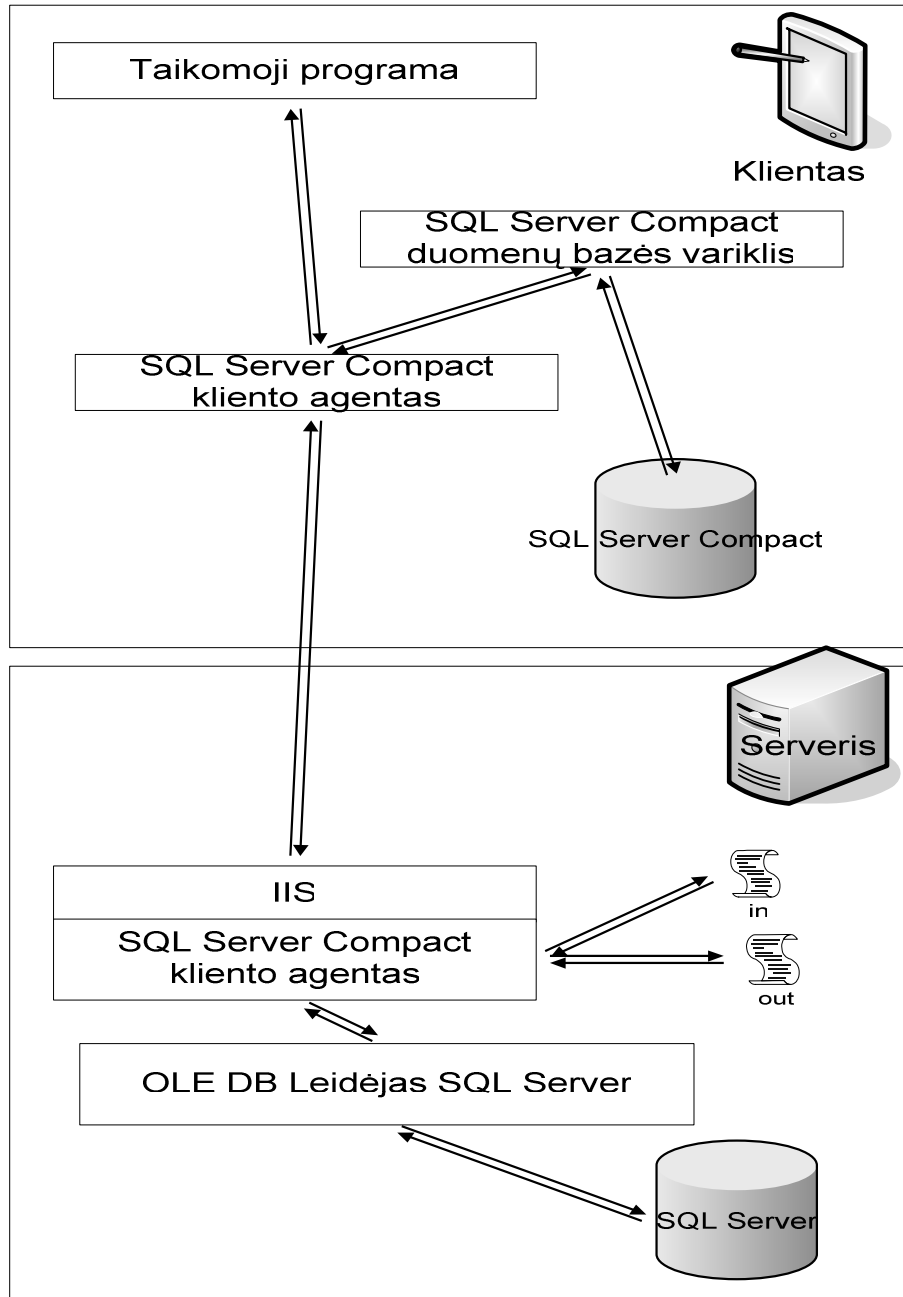 Taikomoji programa
Klientas
SQL Server Compact
duomenų bazės variklis
SQL Server Compact
kliento agentas
SQL Server Compact
Serveris
IIS
SQL Server Compact
kliento agentas
in
out
OLE DB Leidėjas SQL Server
SQL Server